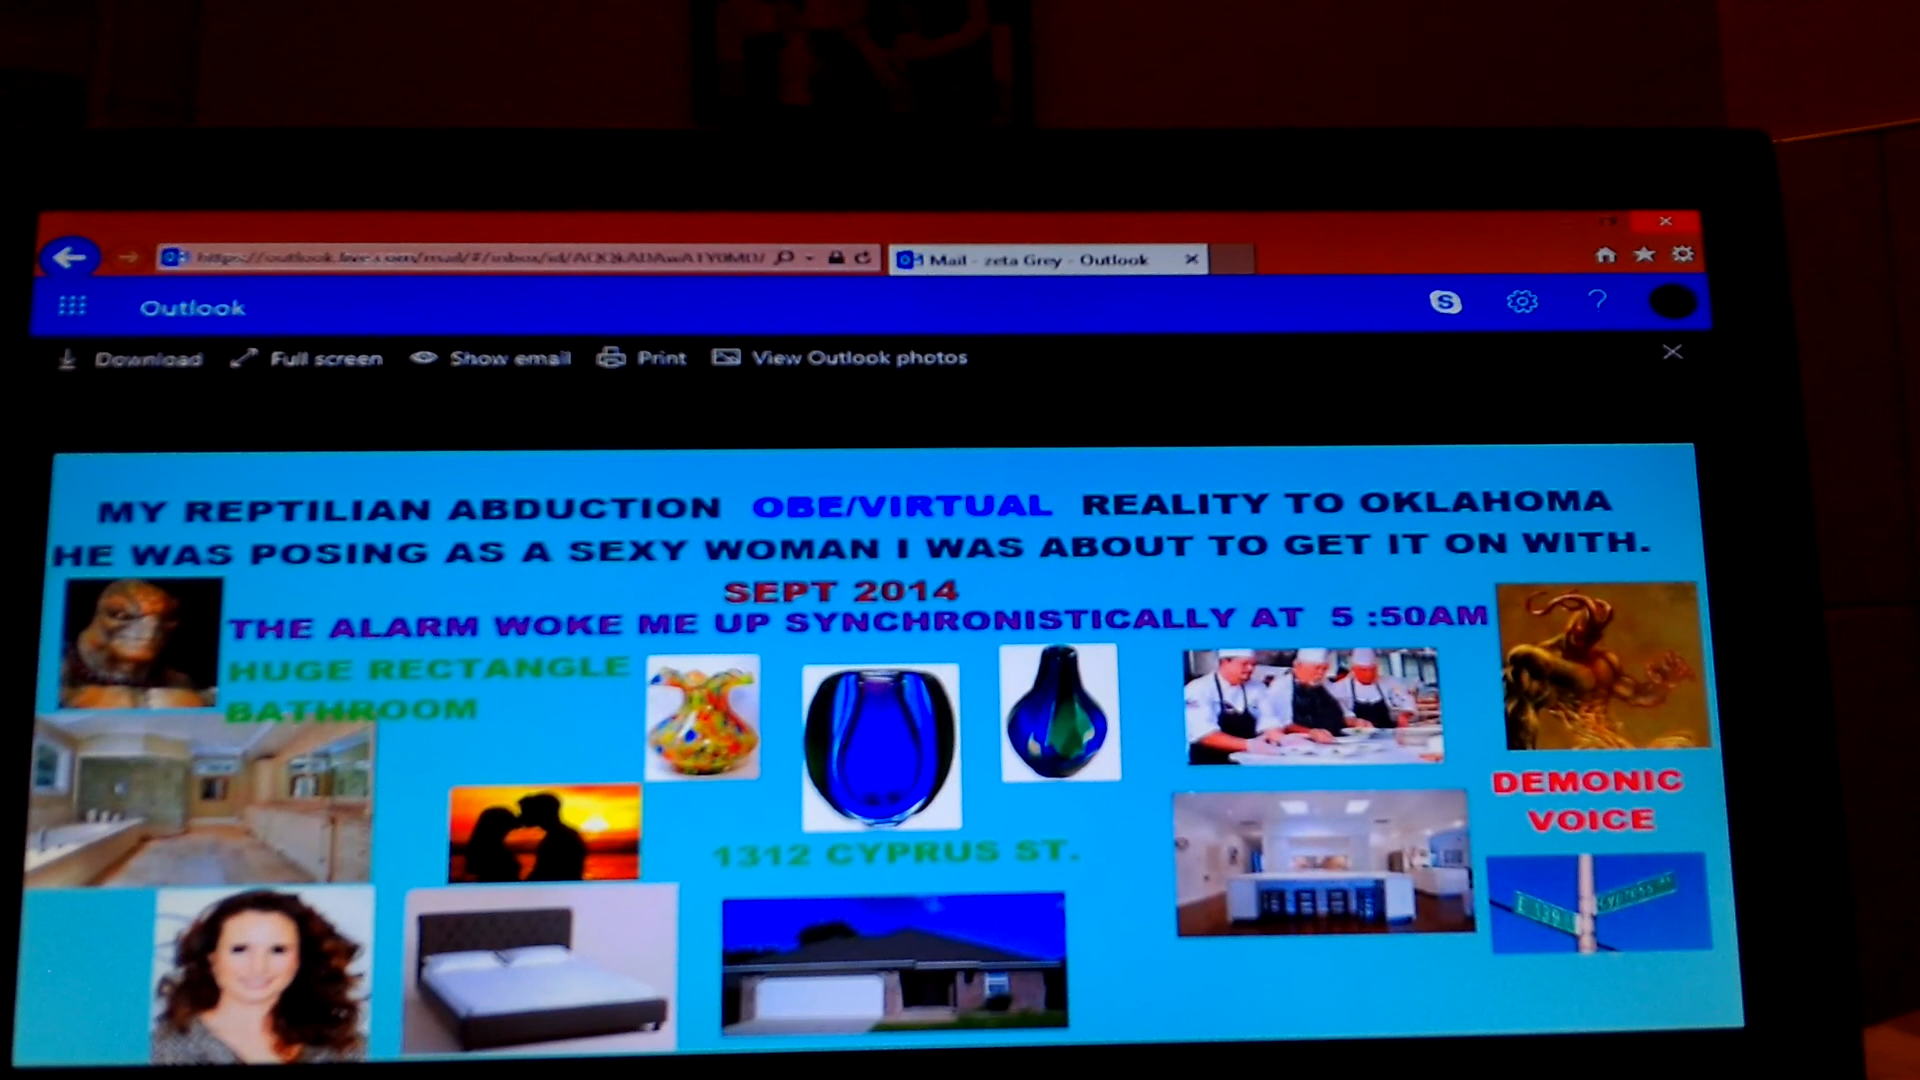 Mail - zeta Grey - Outlook
Outlook
Download Full screen Show email Print View Outlook photos
MY REPTILIAN ABDUCTION OBE/VIRTUAL REALITY TO OKLAHOMA
HE WAS POSING AS A SEXY WOMAN I WAS ABOUT TO GET IT ON WITH.
SEPT 2014
THE ALARM WOKE ME UP SYNCHRONISTICALLY AT 5 :50AM
HUGE RECTANGLE
BATHROOM
DEMONIC
VOICE
1312 CYPRUS ST.